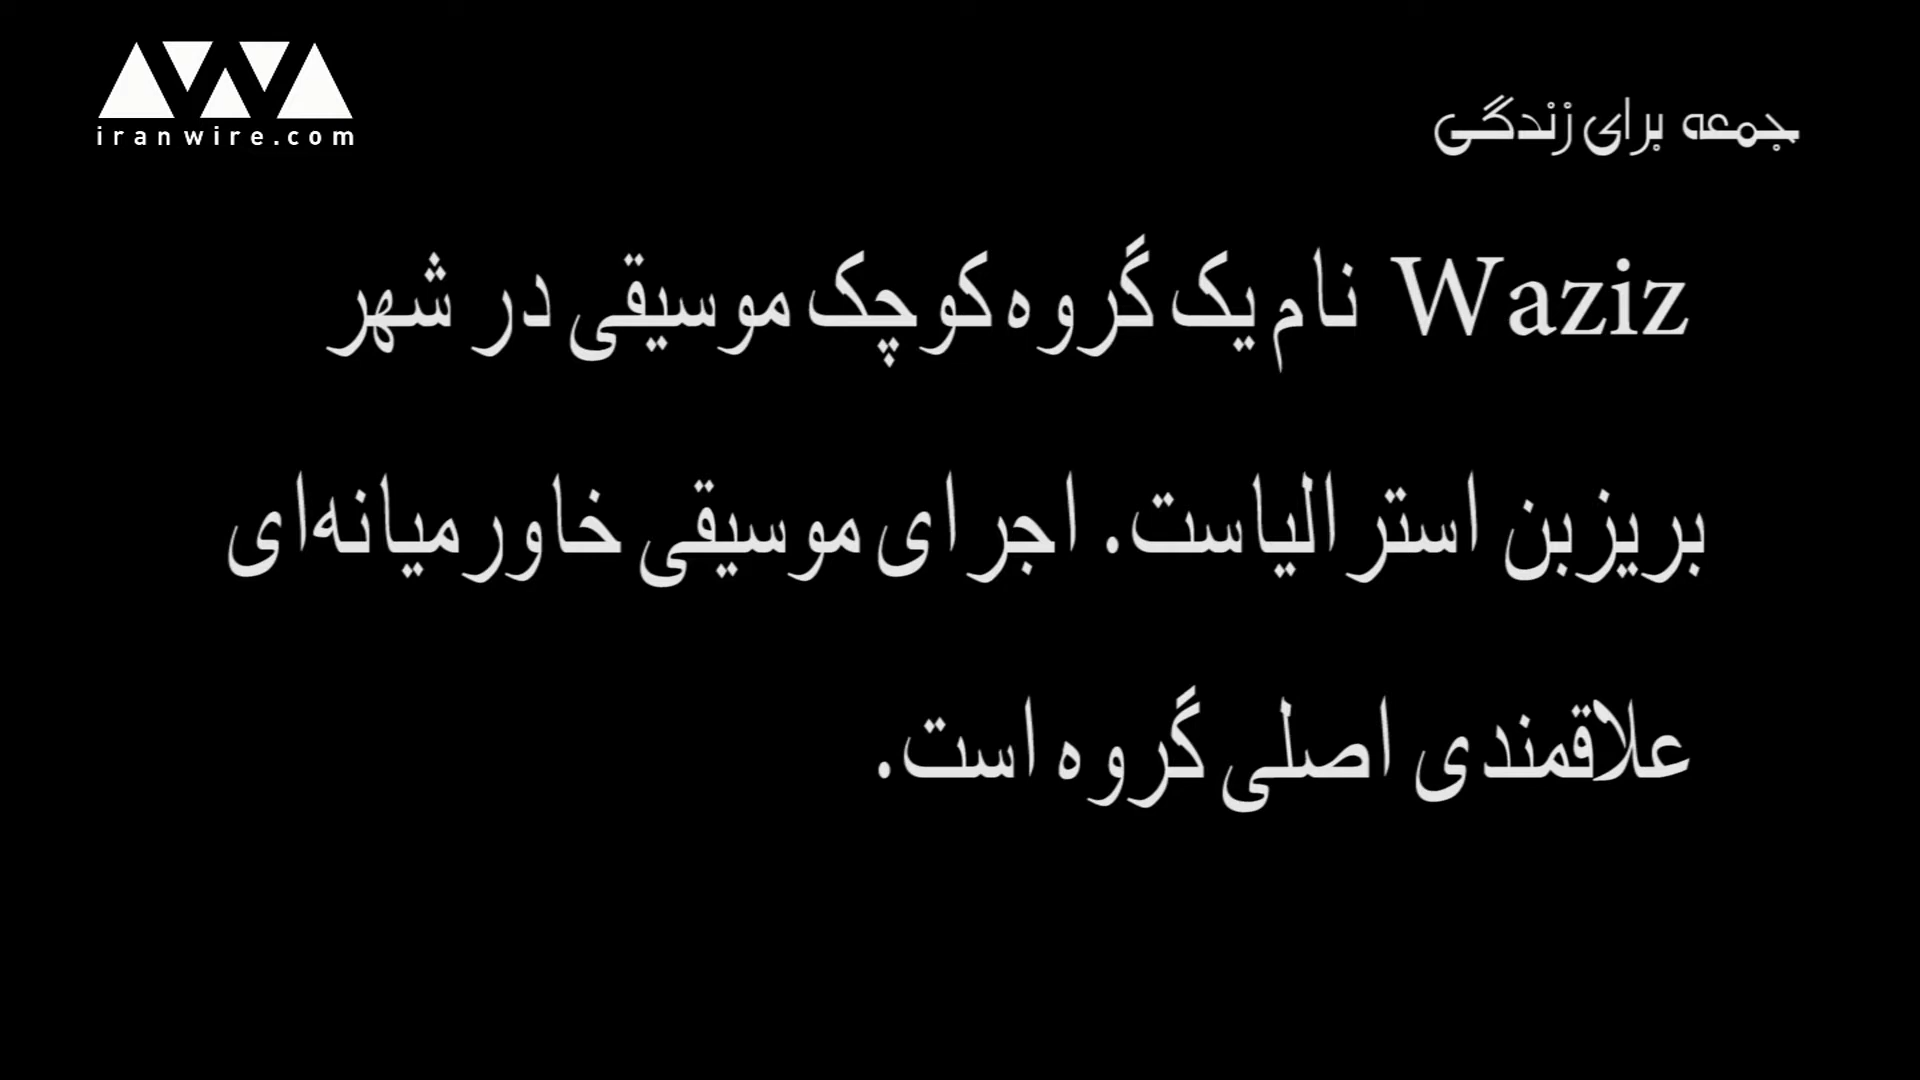 iranwire.com
جمعه برای زندگی
Waziz نام یک گروه کوچک موسیقی در شهر
بریزبن استرالیاست. اجرای موسیقی خاورمیانه‌ای
علاقمندی اصلی گروه است.